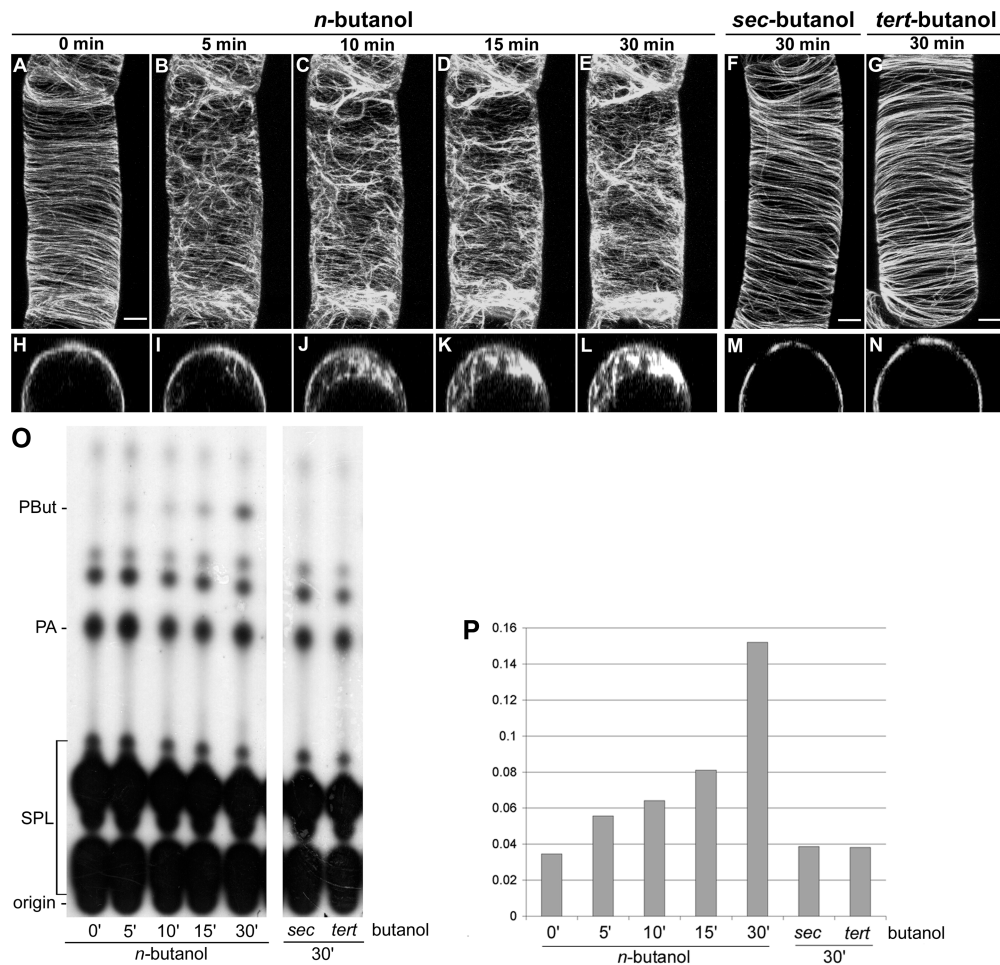 n-butanol sec-butanol tert-butanol
0 min 5 min 10 min 15 min 30 min 30 min 30 min
A B C D E F G
H I J K L M N
O
PBut -
PA -
SPL
origin -
0' 5' 10' 15' 30' sec tert butanol
n-butanol 30'
P
0.16
0.14
0.12
0.1
0.08
0.06
0.04
0.02
0
0' 5' 10' 15' 30' sec tert butanol
n-butanol 30'